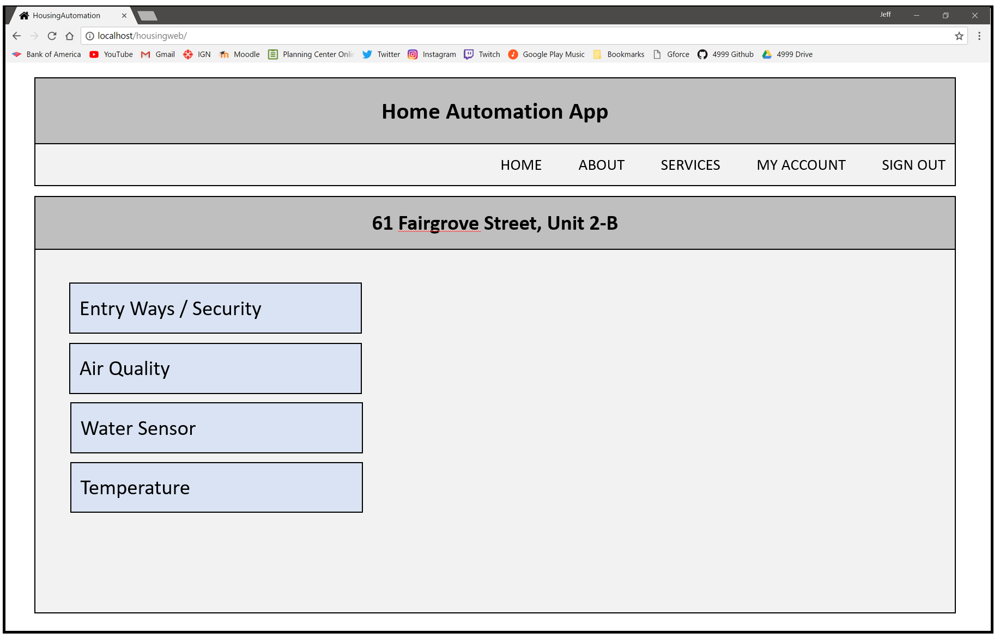 HousingAutomation
Jeff
localhost/housingweb/
Bank of America YouTube Gmail IGN Moodle Planning Center Onli Twitter Instagram Twitch Google Play Music Bookmarks Gforce 4999 Github 4999 Drive
Home Automation App
HOME ABOUT SERVICES MY ACCOUNT SIGN OUT
61 Fairgrove Street, Unit 2-B
Entry Ways / Security
Air Quality
Water Sensor
Temperature